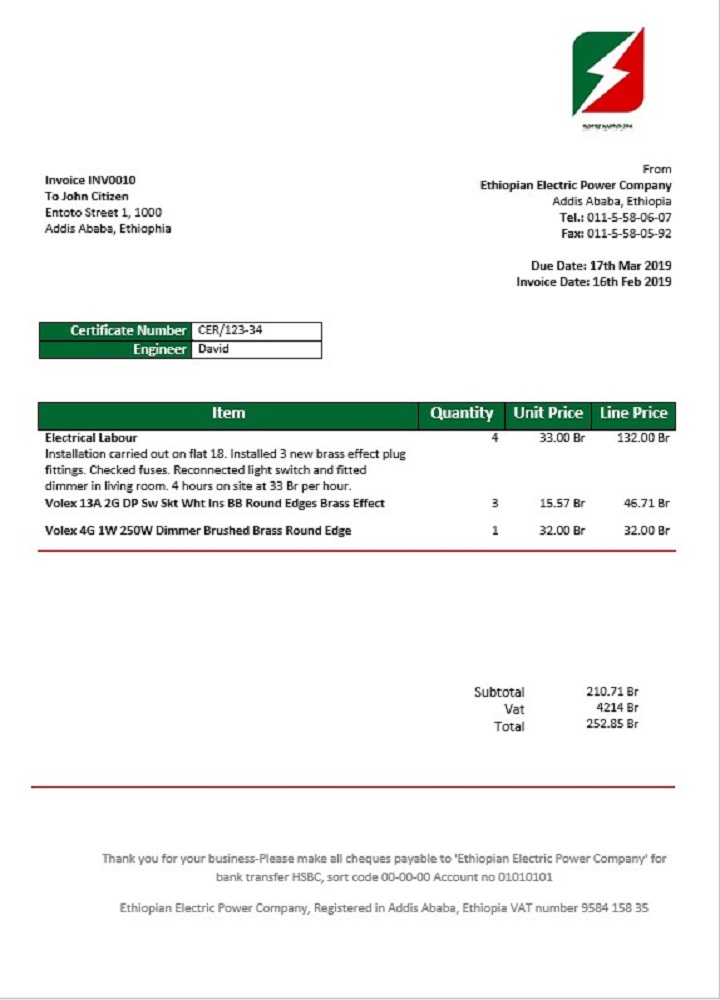 Invoice INV0010
To John Citizen
Entoto Street 1, 1000
Addis Ababa, Ethiophia
From
Ethiopian Electric Power Company
Addis Ababa, Ethiopia
Tel.: 011-5-58-06-07
Fax: 011-5-58-05-92
Due Date: 17th Mar 2019
Invoice Date: 16th Feb 2019
Certificate Number CER/123-34
Engineer David
Item Quantity Unit Price Line Price
Electrical Labour 4 33.00 Br 132.00 Br
Installation carried out on flat 18. Installed 3 new brass effect plug
fittings. Checked fuses. Reconnected light switch and fitted
dimmer in living room. 4 hours on site at 33 Br per hour.
Volex 13A 2G DP Sw Skt Wht Ins BB Round Edges Brass Effect 3 15.57 Br 46.71 Br
Volex 4G 1W 250W Dimmer Brushed Brass Round Edge 1 32.00 Br 32.00 Br
Subtotal 210.71 Br
Vat 4214 Br
Total 252.85 Br
Thank you for your business-Please make all cheques payable to 'Ethiopian Electric Power Company' for
bank transfer HSBC, sort code 00-00-00 Account no 01010101
Ethiopian Electric Power Company, Registered in Addis Ababa, Ethiopia VAT number 9584 158 35